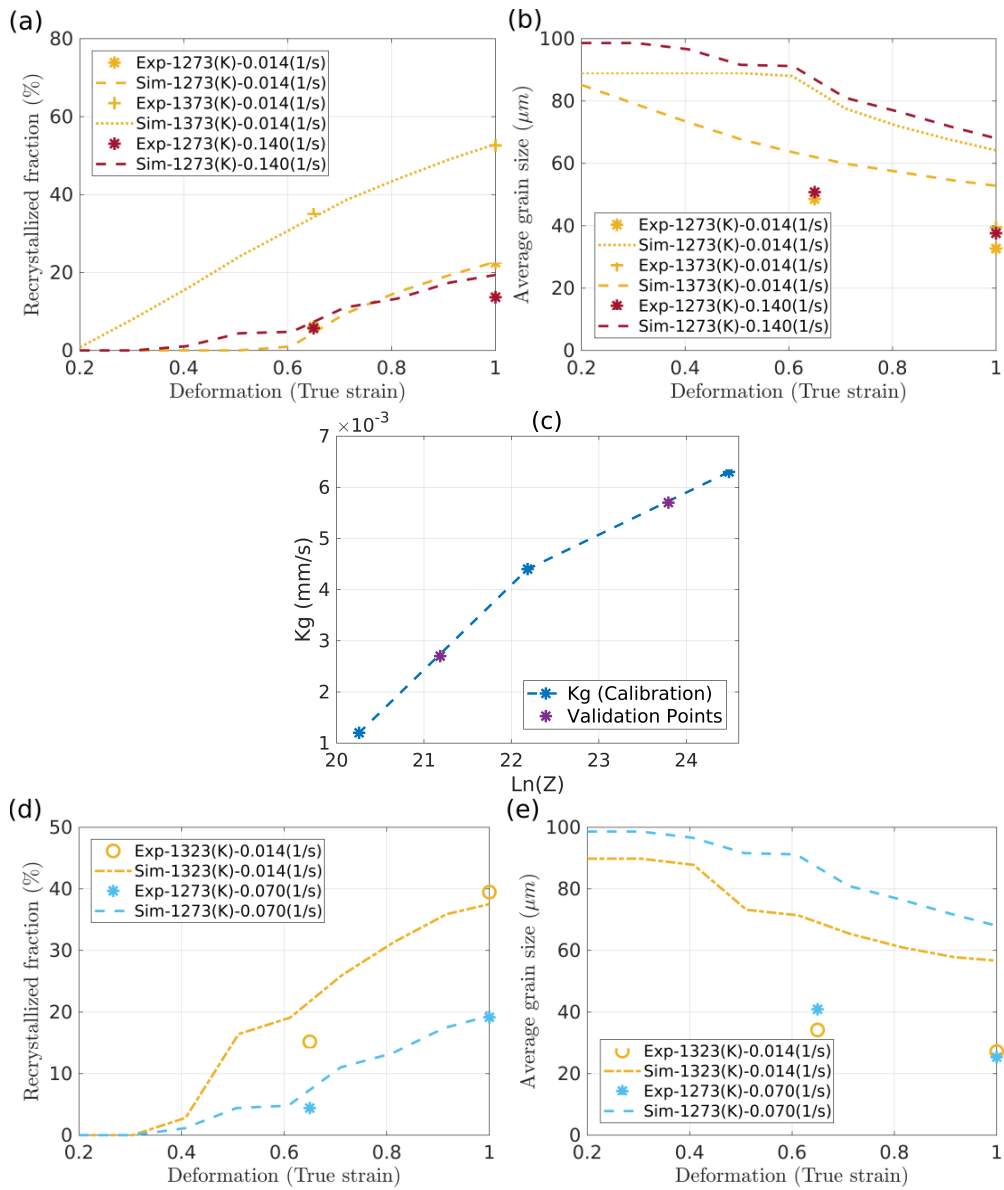 (a)
80
60
40
20
0
0.2
0.4
0.6
0.8
1
Recrystallized fraction (%)
Deformation (True strain)
Exp-1273(K)-0.014(1/s)
Sim-1273(K)-0.014(1/s)
Exp-1373(K)-0.014(1/s)
Sim-1373(K)-0.014(1/s)
Exp-1273(K)-0.140(1/s)
Sim-1273(K)-0.140(1/s)
(b)
100
80
60
40
20
0
0.2
0.4
0.6
0.8
1
Average grain size (μm)
Deformation (True strain)
Exp-1273(K)-0.014(1/s)
Sim-1273(K)-0.014(1/s)
Exp-1373(K)-0.014(1/s)
Sim-1373(K)-0.014(1/s)
Exp-1273(K)-0.140(1/s)
Sim-1273(K)-0.140(1/s)
(c)
×10⁻³
7
6
5
4
3
2
1
20
21
22
23
24
Kg (mm/s)
Ln(Z)
Kg (Calibration)
Validation Points
(d)
50
40
30
20
10
0
0.2
0.4
0.6
0.8
1
Recrystallized fraction (%)
Deformation (True strain)
Exp-1323(K)-0.014(1/s)
Sim-1323(K)-0.014(1/s)
Exp-1273(K)-0.070(1/s)
Sim-1273(K)-0.070(1/s)
(e)
100
80
60
40
20
0
0.2
0.4
0.6
0.8
1
Average grain size (μm)
Deformation (True strain)
Exp-1323(K)-0.014(1/s)
Sim-1323(K)-0.014(1/s)
Exp-1273(K)-0.070(1/s)
Sim-1273(K)-0.070(1/s)